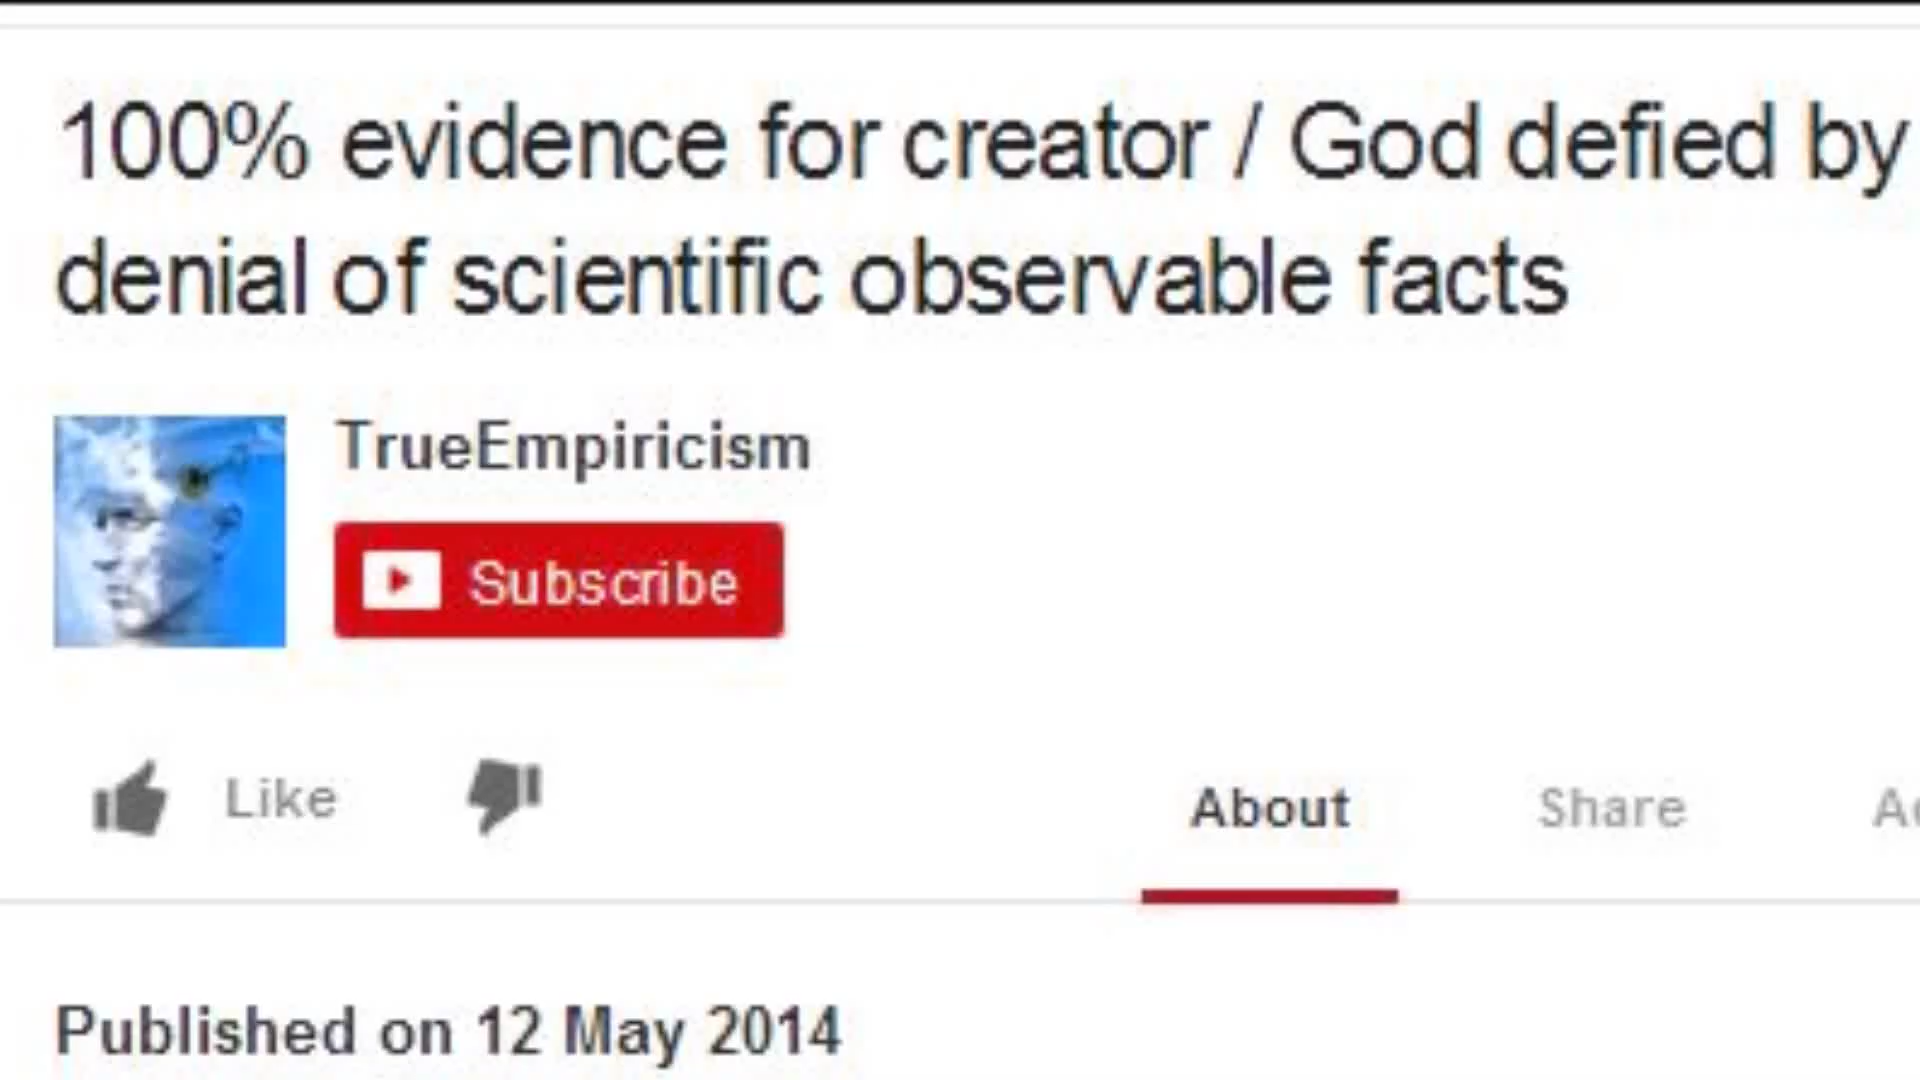 100% evidence for creator / God defied by
denial of scientific observable facts
TrueEmpiricism
Subscribe
Like
About Share
Published on 12 May 2014